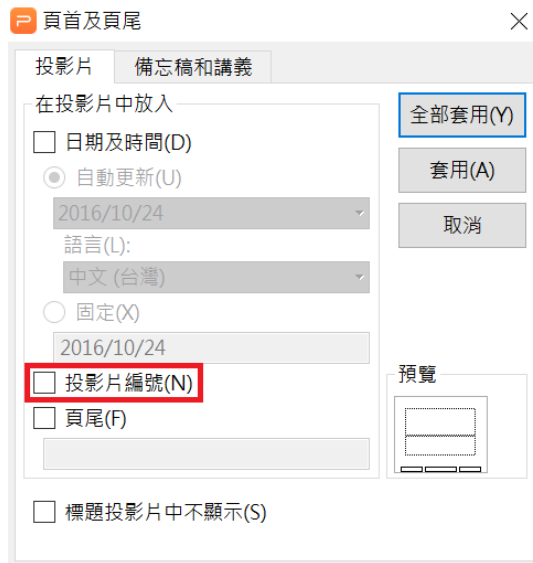 頁首及頁尾
投影片
備忘稿和講義
在投影片中放入
日期及時間(D)
自動更新(U)
2016/10/24
語言(L):
中文 (台灣)
固定(X)
2016/10/24
投影片編號(N)
頁尾(F)
標題投影片中不顯示(S)
全部套用(Y)
套用(A)
取消
預覽